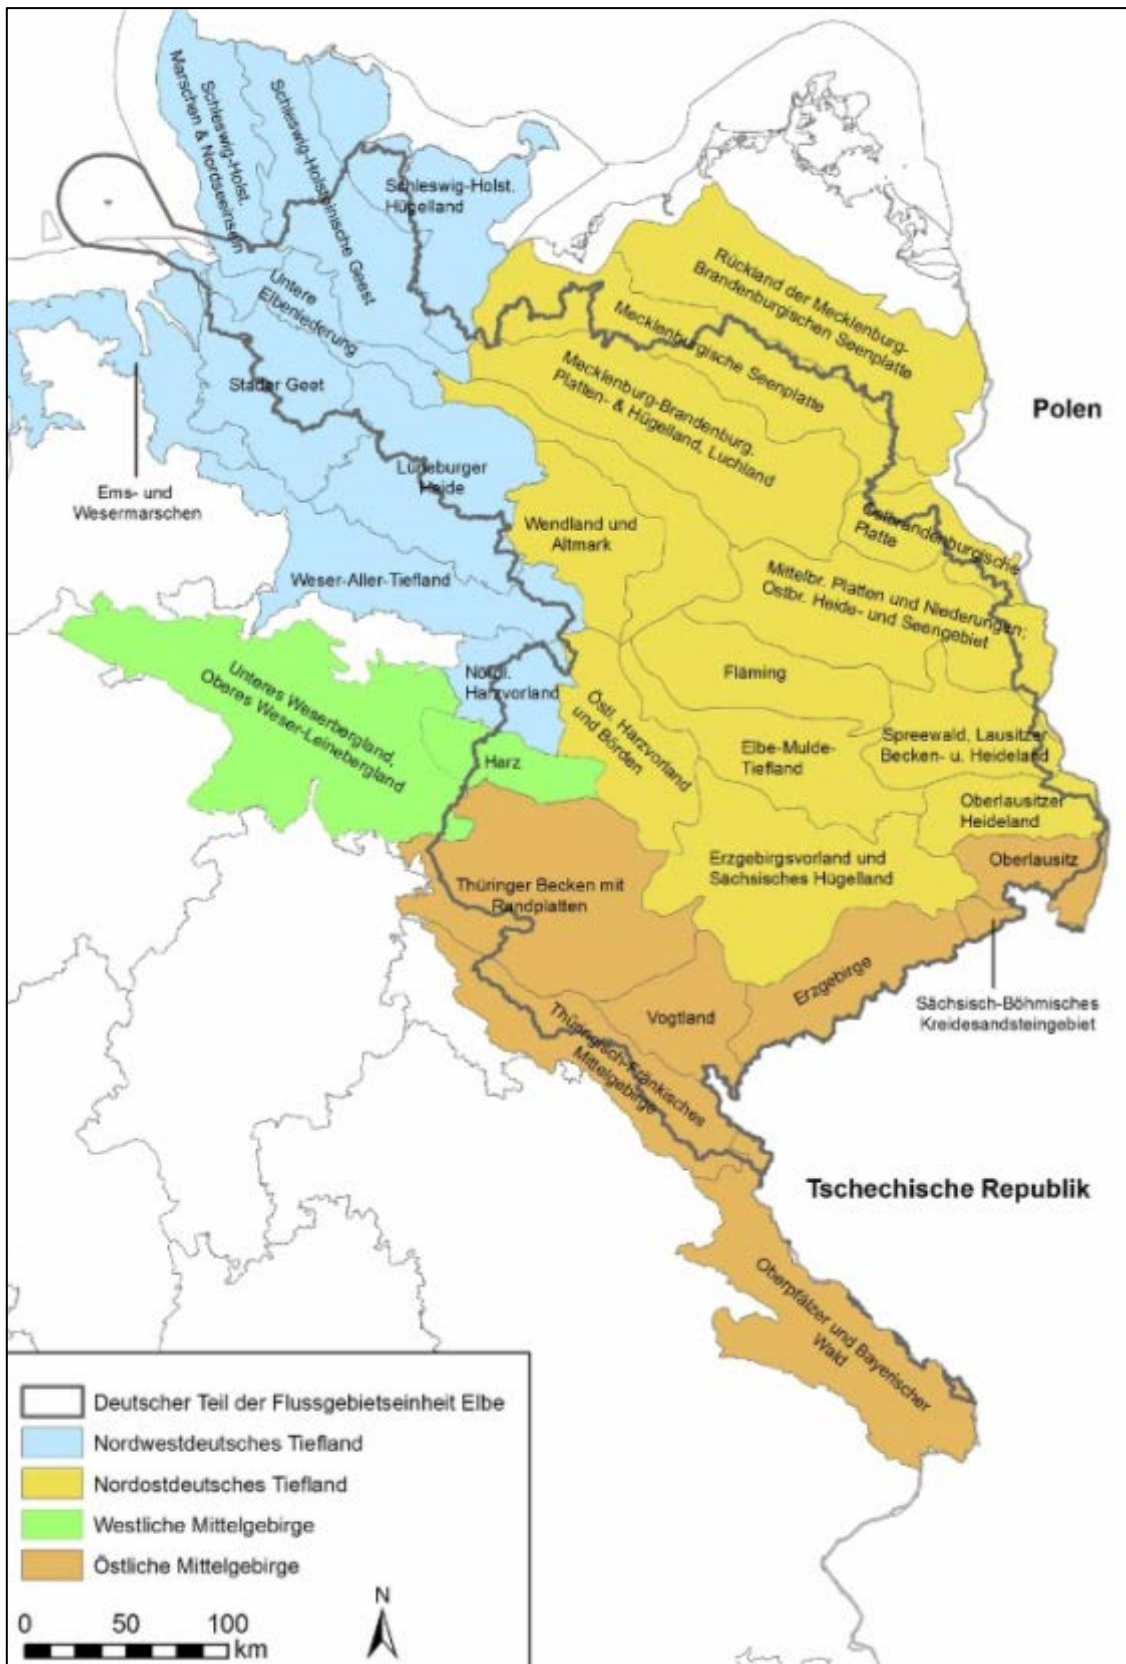 Schleswig-Holst.
Marschen & Nordseeinseln
Schleswig-Holsteinische Geest
Schleswig-Holst.
Hügelland
Untere
Elbeniederung
Stader Geet
Ems- und
Wesermarschen
Lüneburger
Heide
Weser-Aller-Tiefland
Rückland der Mecklenburg-
Brandenburgischen Seenplatte
Mecklenburgische Seenplatte
Mecklenburg-Brandenburg.
Platten- & Hügelland, Luchland
Polen
Wendland und
Altmark
Ostbrandenburgische
Platte
Mittelbr. Platten und Niederungen;
Ostbr. Heide- und Seengebiet
Unteres Weserbergland,
Oberes Weser-Leinebergland
Nördl.
Harzvorland
Harz
Östl. Harzvorland
und Börden
Fläming
Elbe-Mulde-
Tiefland
Spreewald, Lausitzer
Becken- u. Heideland
Oberlausitzer
Heideland
Oberlausitz
Erzgebirgsvorland und
Sächsisches Hügelland
Thüringer Becken mit
Randplatten
Erzgebirge
Sächsisch-Böhmisches
Kreidesandsteingebiet
Vogtland
Thüringisch-Fränkisches
Mittelgebirge
Tschechische Republik
Oberpfälzer und Bayerischer
Wald
Deutscher Teil der Flussgebietseinheit Elbe
Nordwestdeutsches Tiefland
Nordostdeutsches Tiefland
Westliche Mittelgebirge
Östliche Mittelgebirge
N
0 50 100
km